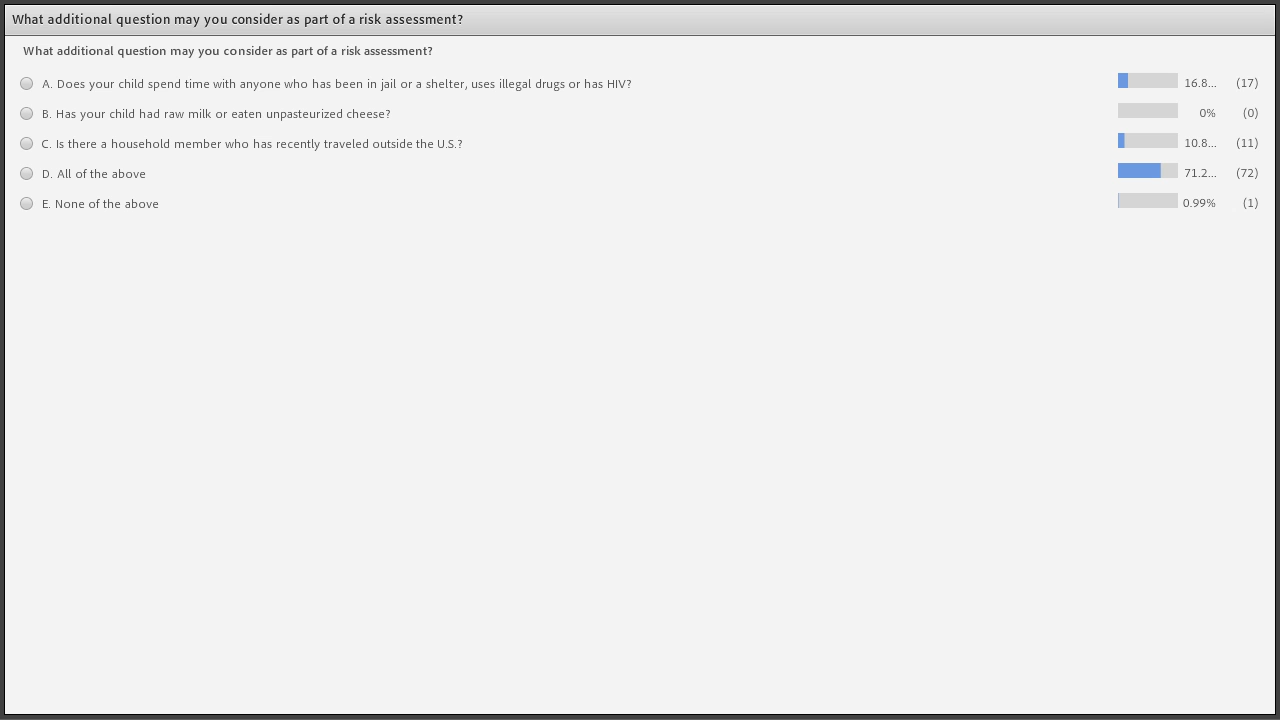 What additional question may you consider as part of a risk assessment?
What additional question may you consider as part of a risk assessment?
A. Does your child spend time with anyone who has been in jail or a shelter, uses illegal drugs or has HIV? 16.8... (17)
B. Has your child had raw milk or eaten unpasteurized cheese? 0% (0)
C. Is there a household member who has recently traveled outside the U.S.? 10.8... (11)
D. All of the above 71.2... (72)
E. None of the above 0.99% (1)